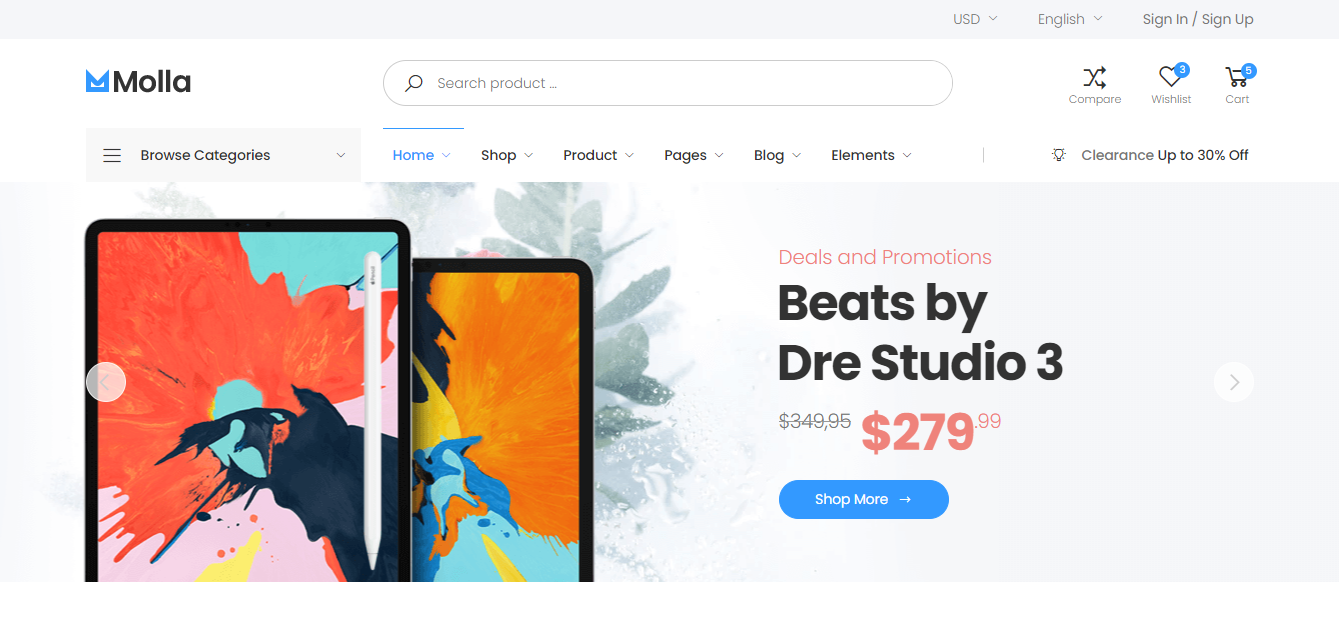 USD English Sign In / Sign Up
Molla
Search product ...
Compare
3
Wishlist
5
Cart
Browse Categories
Home Shop Product Pages Blog Elements
Clearance Up to 30% Off
Deals and Promotions
Beats by
Dre Studio 3
$349,95 $279.99
Shop More →